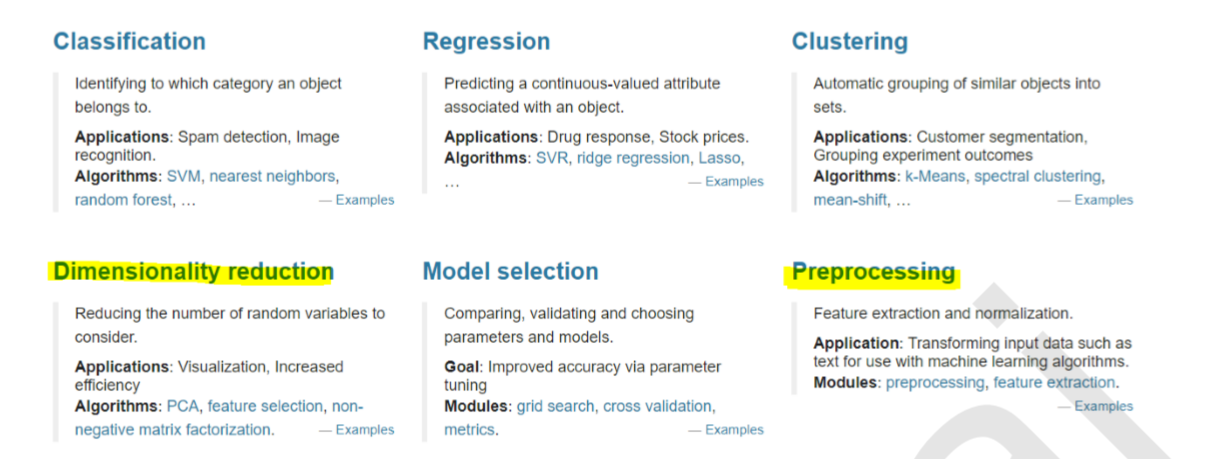 Classification
Identifying to which category an object
belongs to.
Applications: Spam detection, Image
recognition.
Algorithms: SVM, nearest neighbors,
random forest, …
— Examples
Regression
Predicting a continuous-valued attribute
associated with an object.
Applications: Drug response, Stock prices.
Algorithms: SVR, ridge regression, Lasso,
…
— Examples
Clustering
Automatic grouping of similar objects into
sets.
Applications: Customer segmentation,
Grouping experiment outcomes
Algorithms: k-Means, spectral clustering,
mean-shift, …
— Examples
Dimensionality reduction
Reducing the number of random variables to
consider.
Applications: Visualization, Increased
efficiency
Algorithms: PCA, feature selection, non-
negative matrix factorization.
— Examples
Model selection
Comparing, validating and choosing
parameters and models.
Goal: Improved accuracy via parameter
tuning
Modules: grid search, cross validation,
metrics.
— Examples
Preprocessing
Feature extraction and normalization.
Application: Transforming input data such as
text for use with machine learning algorithms.
Modules: preprocessing, feature extraction.
— Examples